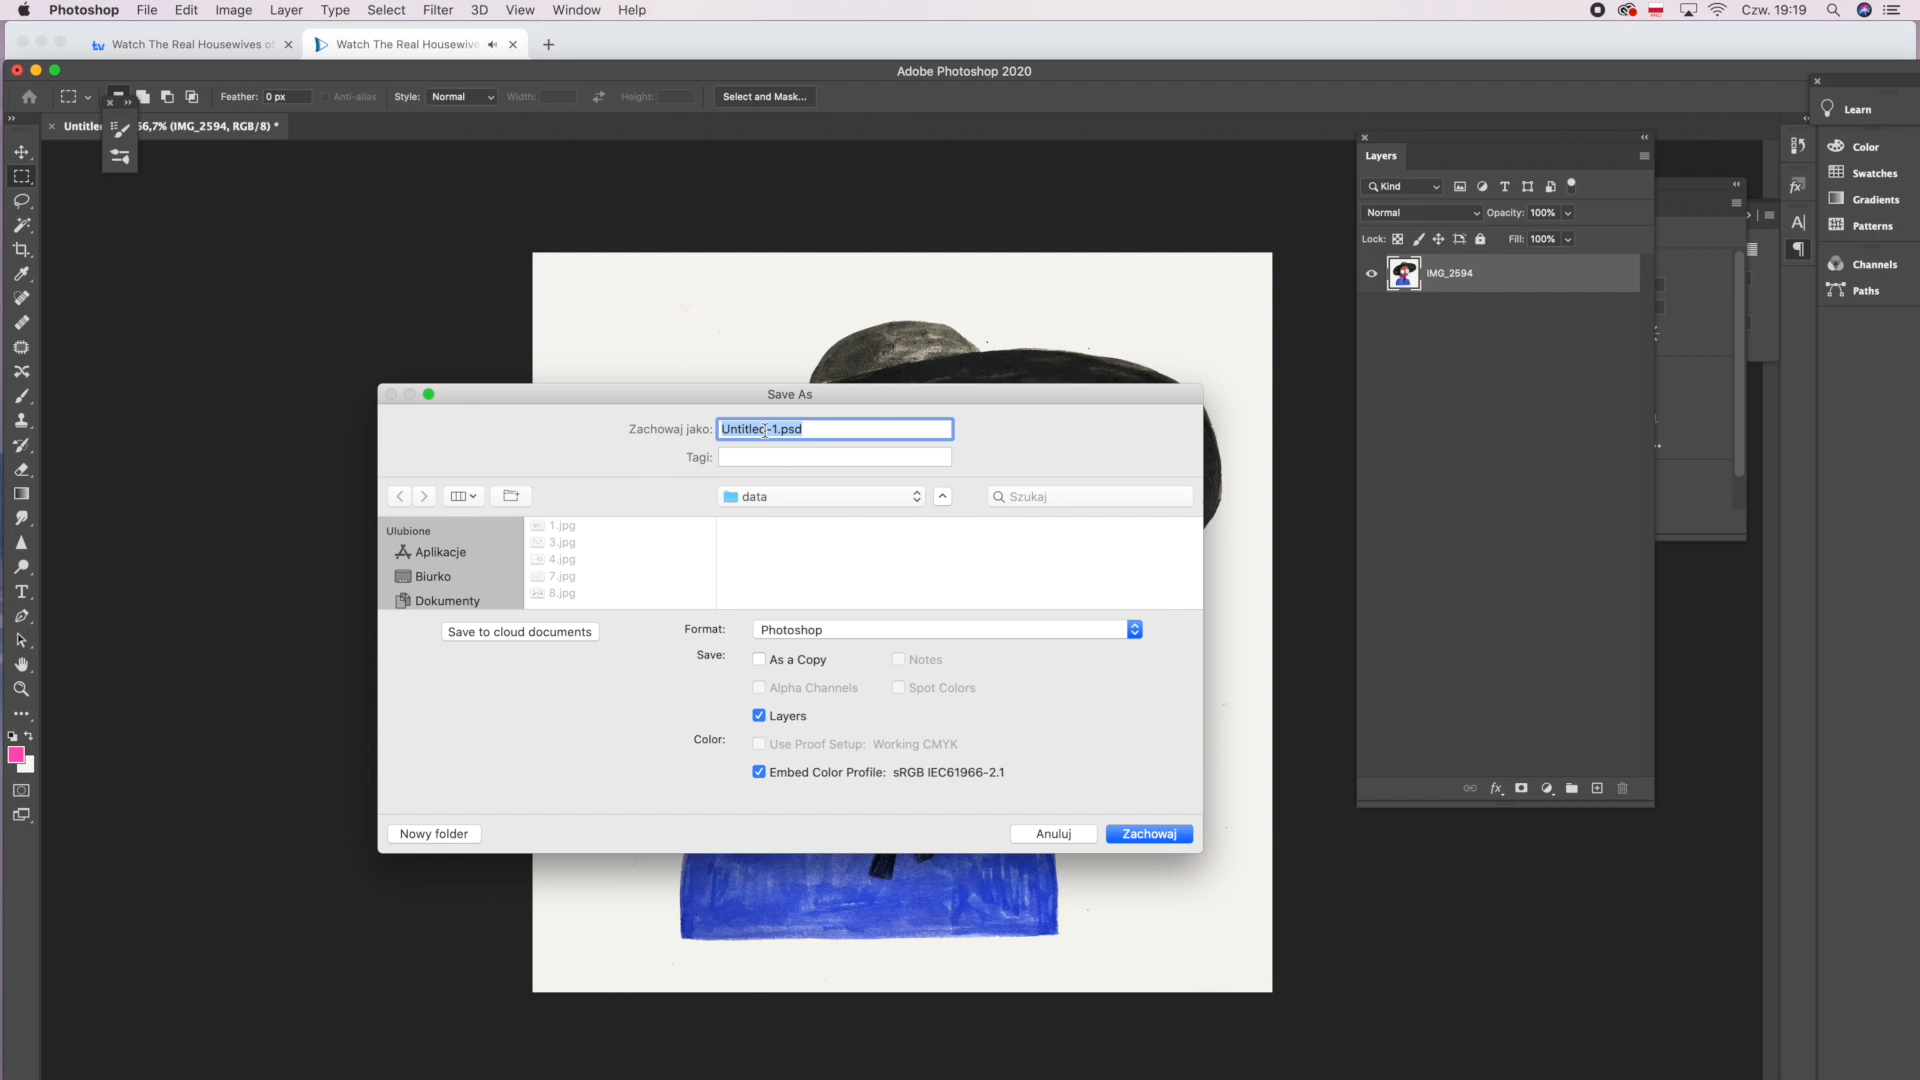 Photoshop File Edit Image Layer Type Select Filter 3D View Window Help Czw. 19:19
tv Watch The Real Housewives of Watch The Real Housewive
Adobe Photoshop 2020
Feather: 0 px Anti-alias Style: Normal Width: Height: Select and Mask...
56,7% (IMG_2594, RGB/8) *
Learn
Color
Swatches
Gradients
Patterns
Channels
Paths
Layers
Kind
Normal Opacity: 100%
Lock: Fill: 100%
IMG_2594
Save As
Zachowaj jako: Untitled-1.psd
Tagi:
data Szukaj
Ulubione
Aplikacje
Biurko
Dokumenty
1.jpg
3.jpg
4.jpg
7.jpg
8.jpg
Save to cloud documents
Format: Photoshop
Save: As a Copy Notes
Alpha Channels Spot Colors
Layers
Color: Use Proof Setup: Working CMYK
Embed Color Profile: sRGB IEC61966-2.1
Nowy folder Anuluj Zachowaj